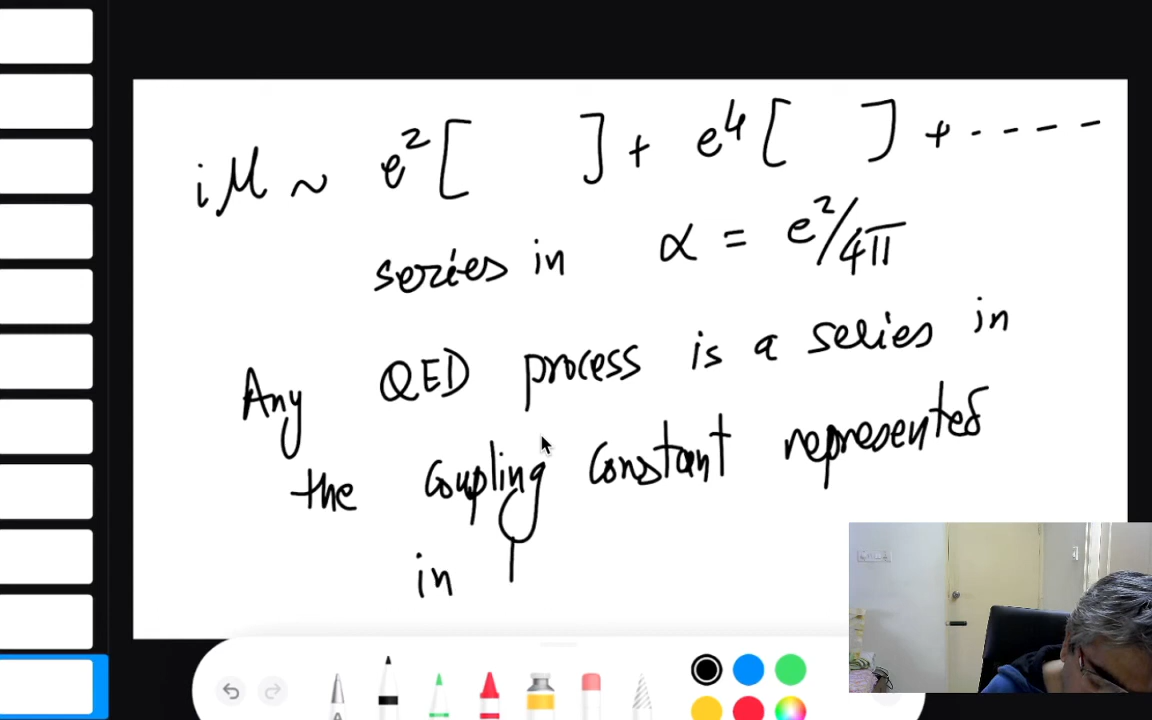 iM ~ e²[ ] + e⁴[ ] + - - - -
series in α = e²/4π
Any QED process is a series in
the coupling constant represented
in